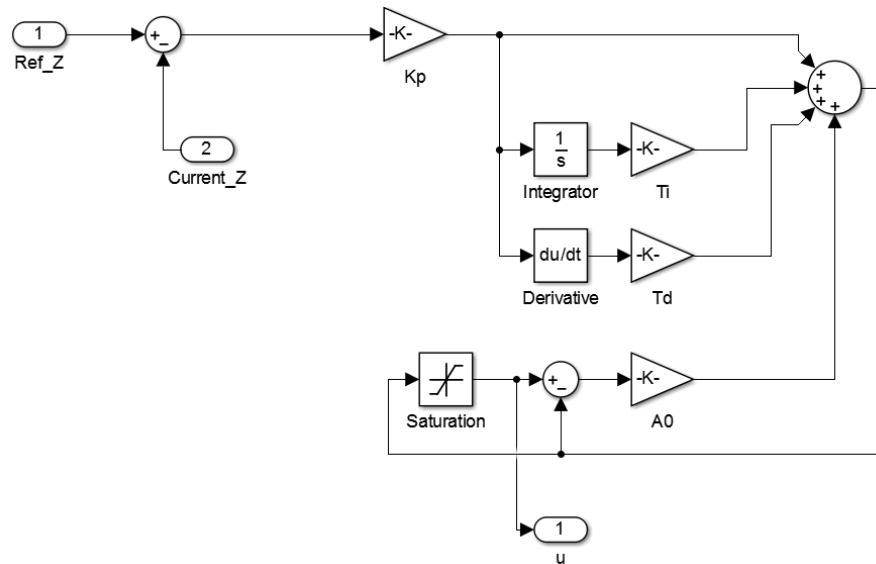 1
Ref_Z
+
-
2
Current_Z
-K-
Kp
+
+
+
+
1
s
Integrator
-K-
Ti
du/dt
Derivative
-K-
Td
Saturation
+
-
-K-
A0
1
u